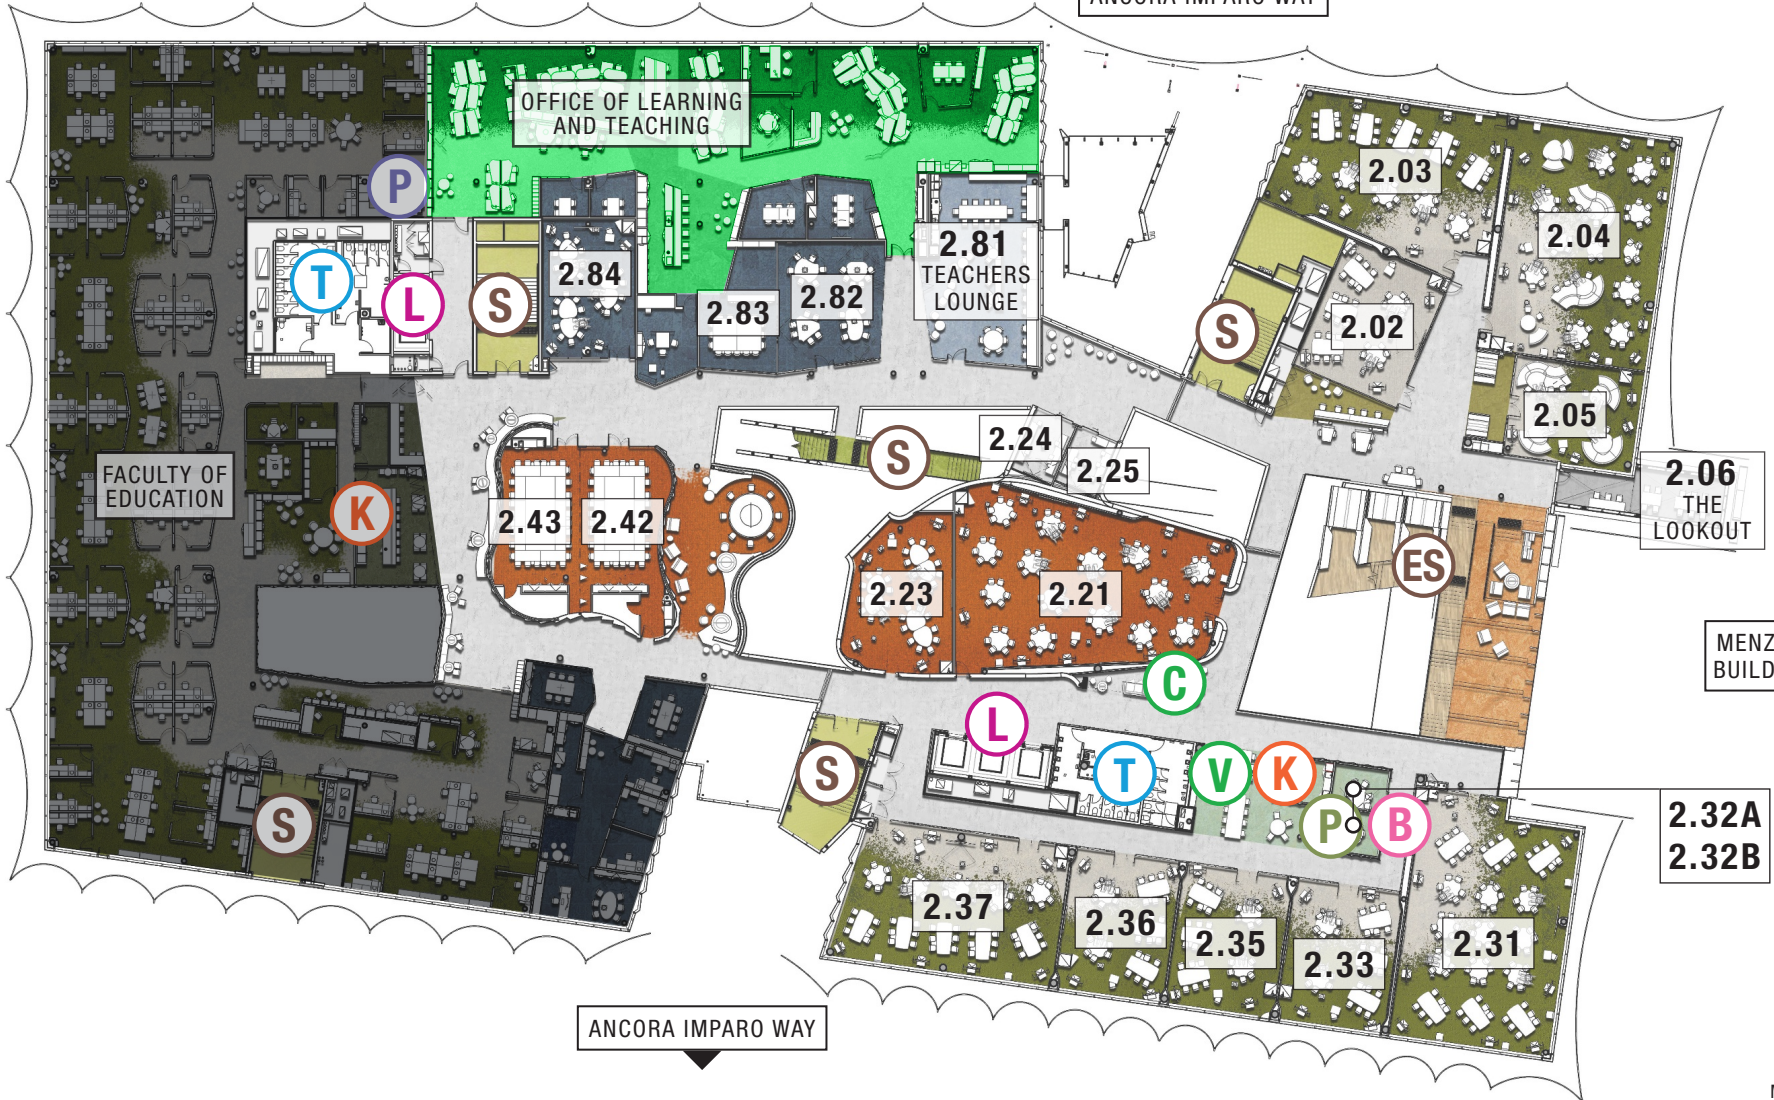 ANCORA IMPARO WAY
OFFICE OF LEARNING
AND TEACHING
P
T
L
S
2.84
2.83
2.82
2.81
TEACHERS
LOUNGE
2.03
2.04
2.02
S
2.05
2.06
THE
LOOKOUT
FACULTY OF
EDUCATION
K
2.43
2.42
S
2.24
2.25
2.23
2.21
ES
C
MENZ
BUILD
L
S
T
V
K
P
B
2.32A
2.32B
S
2.37
2.36
2.35
2.33
2.31
ANCORA IMPARO WAY